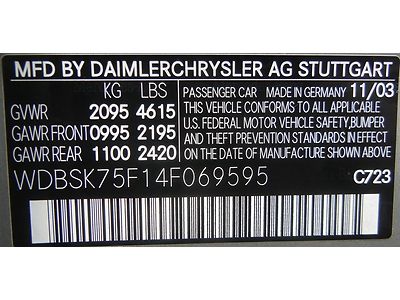 MFD BY DAIMLERCHRYSLER AG STUTTGART
KG LBS
GVWR 2095 4615
GAWR FRONT 0995 2195
GAWR REAR 1100 2420
PASSENGER CAR MADE IN GERMANY 11/03
THIS VEHICLE CONFORMS TO ALL APPLICABLE
U.S. FEDERAL MOTOR VEHICLE SAFETY,BUMPER
AND THEFT PREVENTION STANDARDS IN EFFECT
ON THE DATE OF MANUFACTURE SHOWN ABOVE
WDBSK75F14F069595
C723